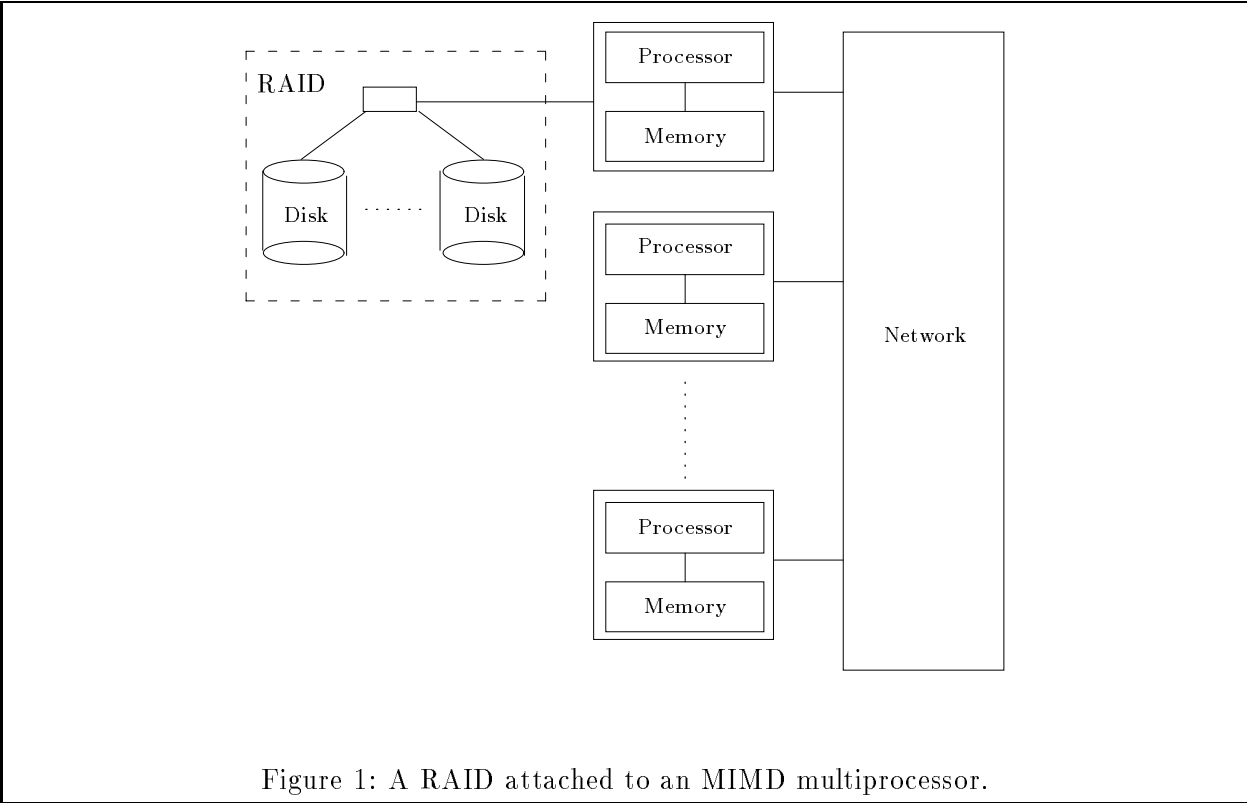 RAID
Disk
Disk
Processor
Memory
Processor
Memory
Processor
Memory
Network
Figure 1: A RAID attached to an MIMD multiprocessor.